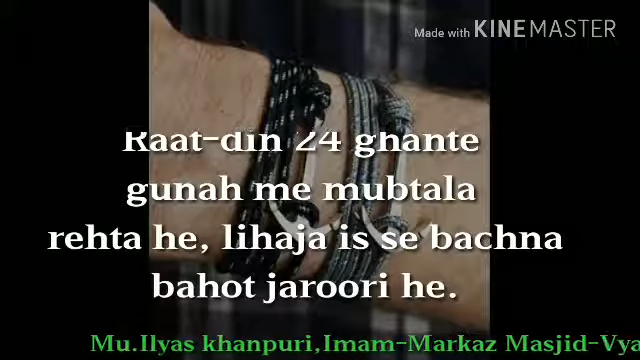 Made with KINEMASTER
Raat-din 24 ghante
gunah me mubtala
rehta he, lihaja is se bachna
bahot jaroori he.
Mu.Ilyas khanpuri,Imam-Markaz Masjid-Vya